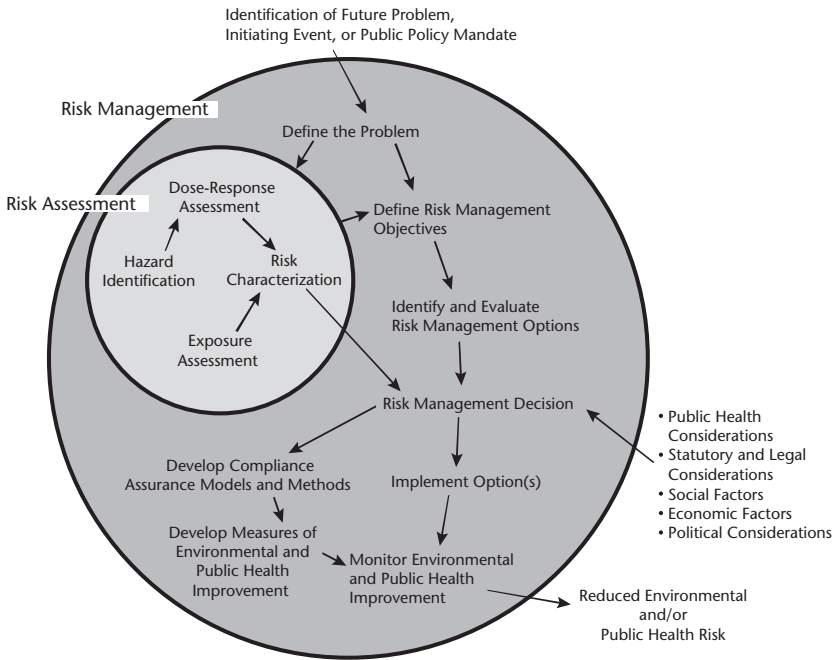 Identification of Future Problem,
Initiating Event, or Public Policy Mandate
Risk Management
Define the Problem
Risk Assessment
Dose-Response
Assessment
Define Risk Management
Objectives
Hazard
Identification
Risk
Characterization
Identify and Evaluate
Risk Management Options
Exposure
Assessment
Risk Management Decision
• Public Health
Considerations
• Statutory and Legal
Considerations
• Social Factors
• Economic Factors
• Political Considerations
Develop Compliance
Assurance Models and Methods
Implement Option(s)
Develop Measures of
Environmental and
Public Health
Improvement
Monitor Environmental
and Public Health
Improvement
Reduced Environmental
and/or
Public Health Risk